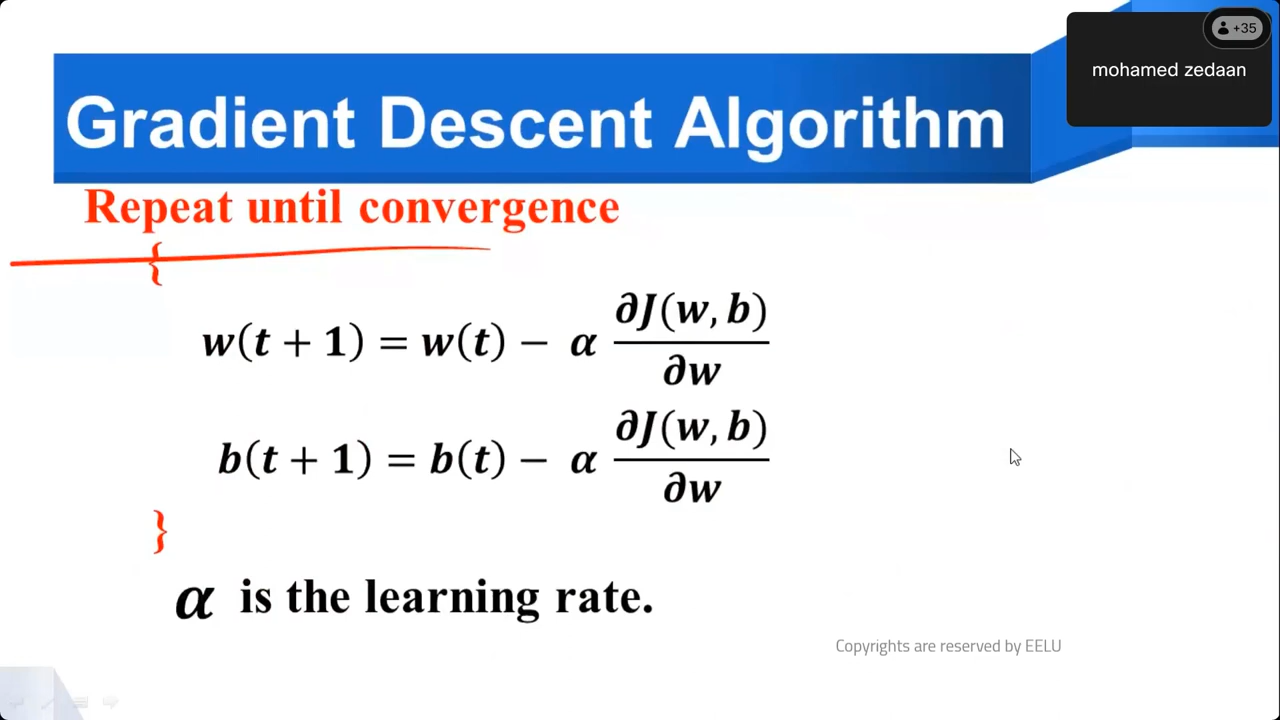 +35
mohamed zedaan
Gradient Descent Algorithm
Repeat until convergence
{
w(t + 1) = w(t) − α ∂J(w, b) / ∂w
b(t + 1) = b(t) − α ∂J(w, b) / ∂w
}
α is the learning rate.
Copyrights are reserved by EELU